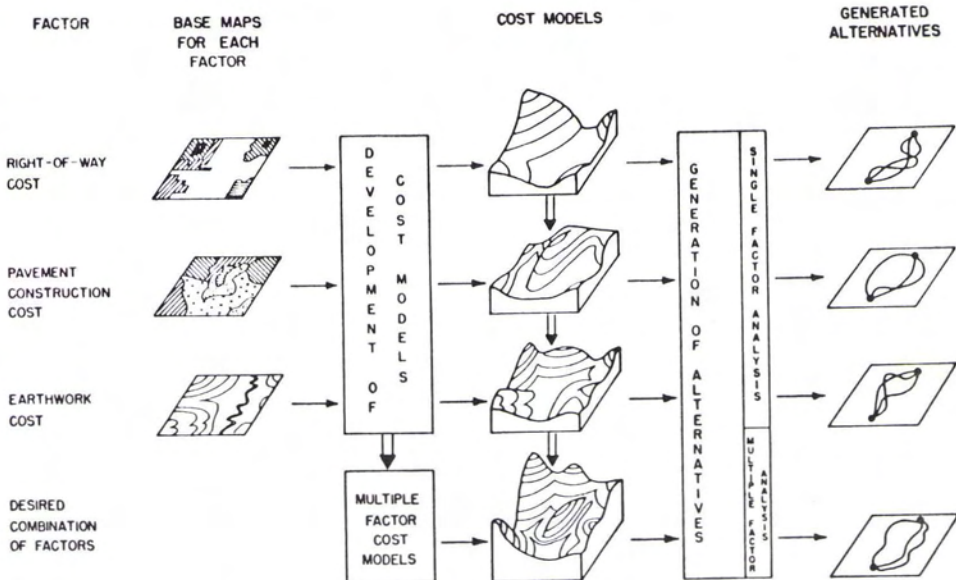 FACTOR
BASE MAPS
FOR EACH
FACTOR
COST MODELS
GENERATED
ALTERNATIVES
RIGHT-OF-WAY
COST
PAVEMENT
CONSTRUCTION
COST
EARTHWORK
COST
DESIRED
COMBINATION
OF FACTORS
DEVELOPMENT OF
COST MODELS
MULTIPLE
FACTOR
COST
MODELS
GENERATION OF ALTERNATIVES
SINGLE FACTOR ANALYSIS
MULTIPLE FACTOR
ANALYSIS